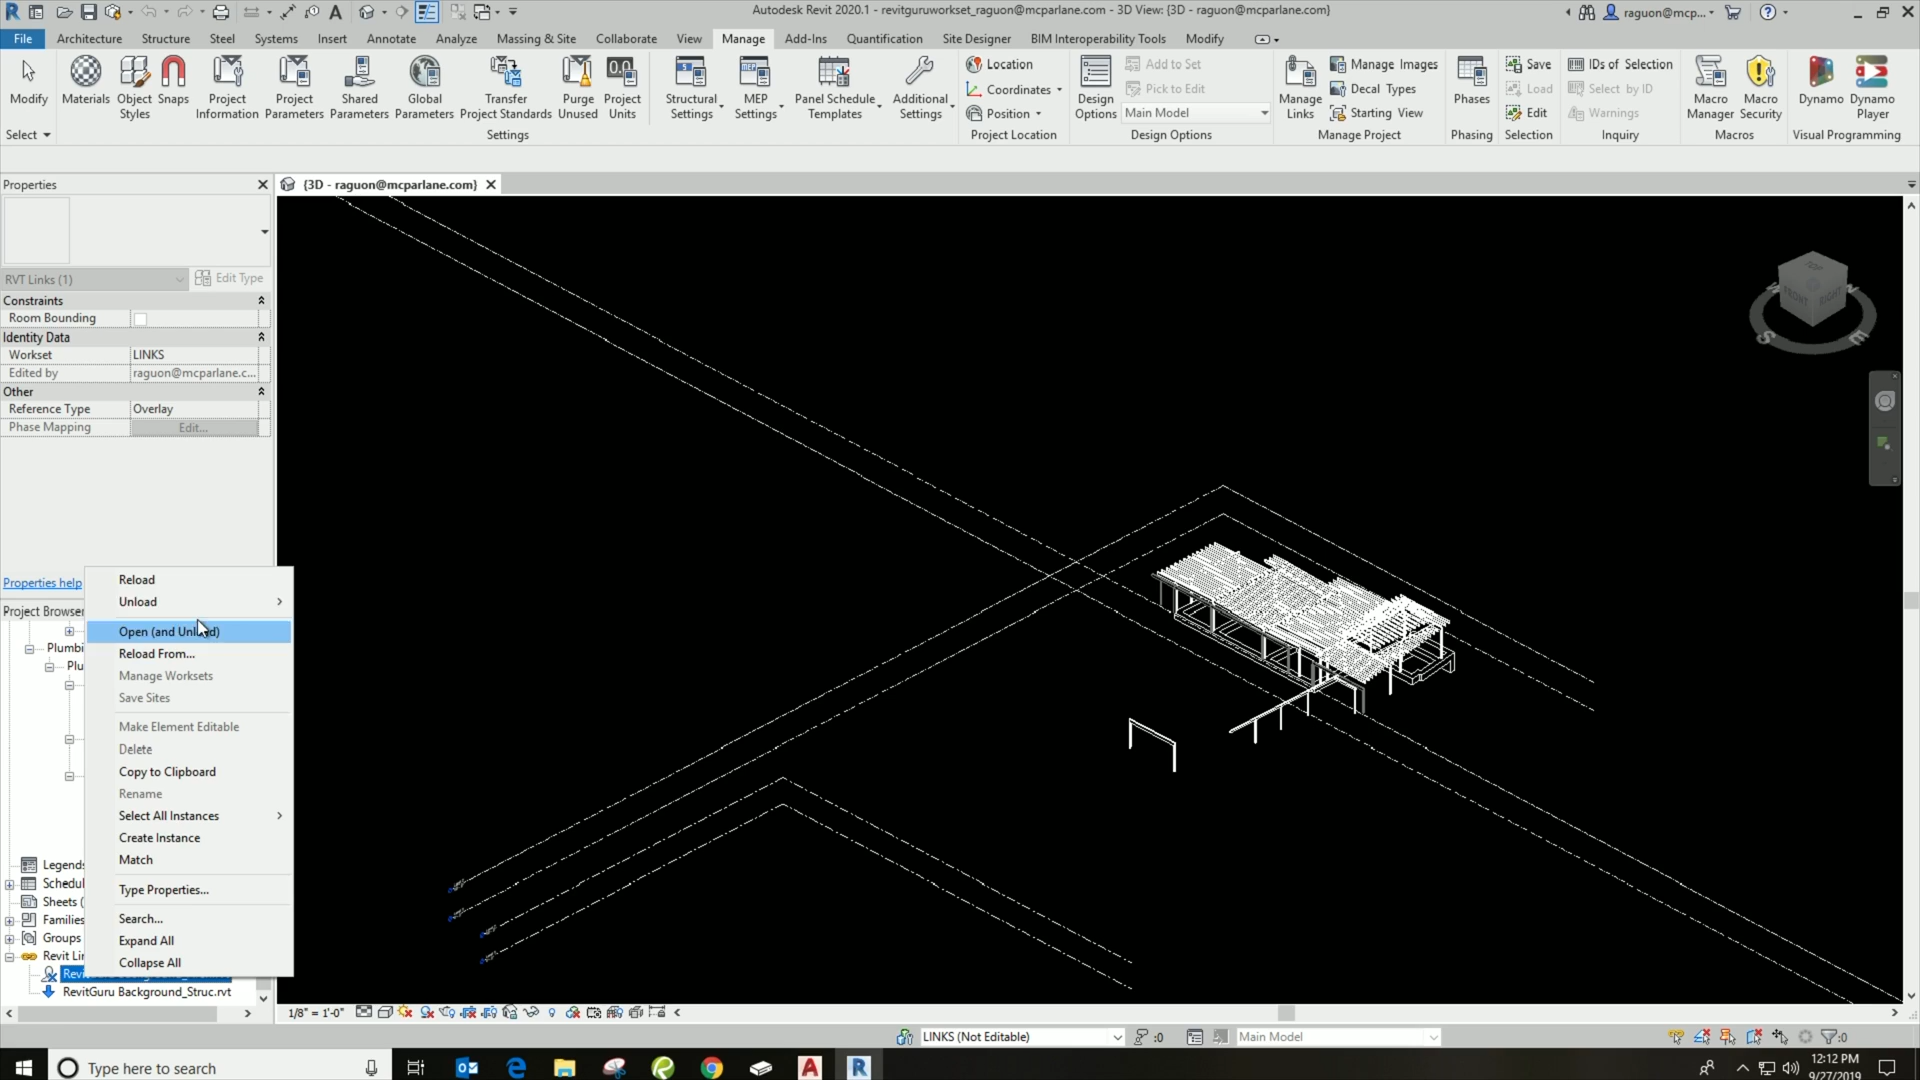 Autodesk Revit 2020.1 - revitguruworkset_raguon@mcparlane.com - 3D View: {3D - raguon@mcparlane.com}
raguon@mcp...
File Architecture Structure Steel Systems Insert Annotate Analyze Massing & Site Collaborate View Manage Add-Ins Quantification Site Designer BIM Interoperability Tools Modify
Modify
Materials
Object Styles
Snaps
Project Information
Project Parameters
Shared Parameters
Global Parameters
Transfer Project Standards
Purge Unused
Project Units
Structural Settings
MEP Settings
Panel Schedule Templates
Additional Settings
Location
Coordinates
Position
Design Options
Add to Set
Pick to Edit
Main Model
Manage Links
Manage Images
Decal Types
Starting View
Phases
Save
Load
Edit
IDs of Selection
Select by ID
Warnings
Macro Manager
Macro Security
Dynamo
Dynamo Player
Select
Settings
Project Location
Design Options
Manage Project
Phasing
Selection
Inquiry
Macros
Visual Programming
Properties
{3D - raguon@mcparlane.com}
RVT Links (1)
Edit Type
Constraints
Room Bounding
Identity Data
Workset LINKS
Edited by raguon@mcparlane.c...
Other
Reference Type Overlay
Phase Mapping Edit...
Properties help
Project Browse
Plumbi
Plu
Legends
Schedul
Sheets (
Families
Groups
Revit Lin
RevitGuru Background_Struc.rvt
Reload
Unload
Open (and Unload)
Reload From...
Manage Worksets
Save Sites
Make Element Editable
Delete
Copy to Clipboard
Rename
Select All Instances
Create Instance
Match
Type Properties...
Search...
Expand All
Collapse All
TOP
FRONT
RIGHT
S
E
1/8" = 1'-0"
LINKS (Not Editable)
:0
Main Model
:0
Type here to search
12:12 PM
9/27/2019